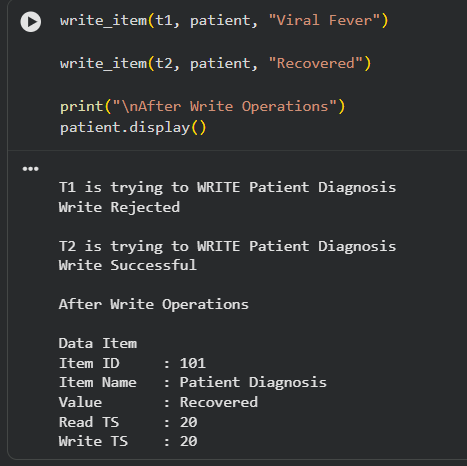 write_item(t1, patient, "Viral Fever")
write_item(t2, patient, "Recovered")
print("\nAfter Write Operations")
patient.display()
T1 is trying to WRITE Patient Diagnosis
Write Rejected
T2 is trying to WRITE Patient Diagnosis
Write Successful
After Write Operations
Data Item
Item ID : 101
Item Name : Patient Diagnosis
Value : Recovered
Read TS : 20
Write TS : 20